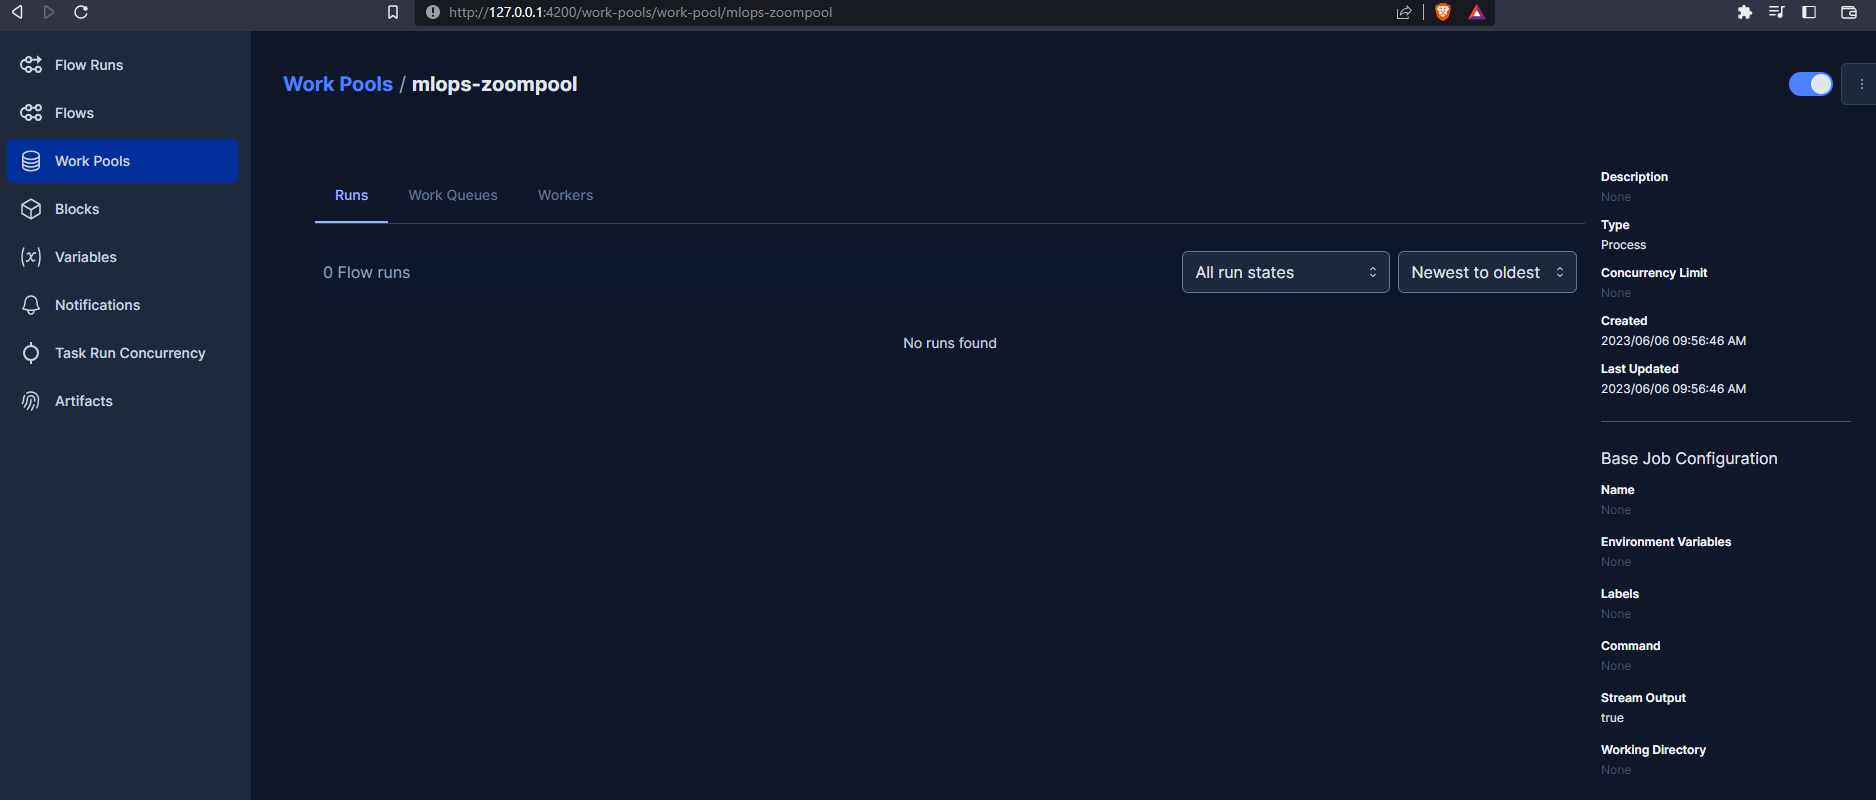 http://127.0.0.1:4200/work-pools/work-pool/mlops-zoompool
Flow Runs
Flows
Work Pools
Blocks
Variables
Notifications
Task Run Concurrency
Artifacts
Work Pools / mlops-zoompool
Runs Work Queues Workers
0 Flow runs
All run states
Newest to oldest
No runs found
Description
None
Type
Process
Concurrency Limit
None
Created
2023/06/06 09:56:46 AM
Last Updated
2023/06/06 09:56:46 AM
Base Job Configuration
Name
None
Environment Variables
None
Labels
None
Command
None
Stream Output
true
Working Directory
None